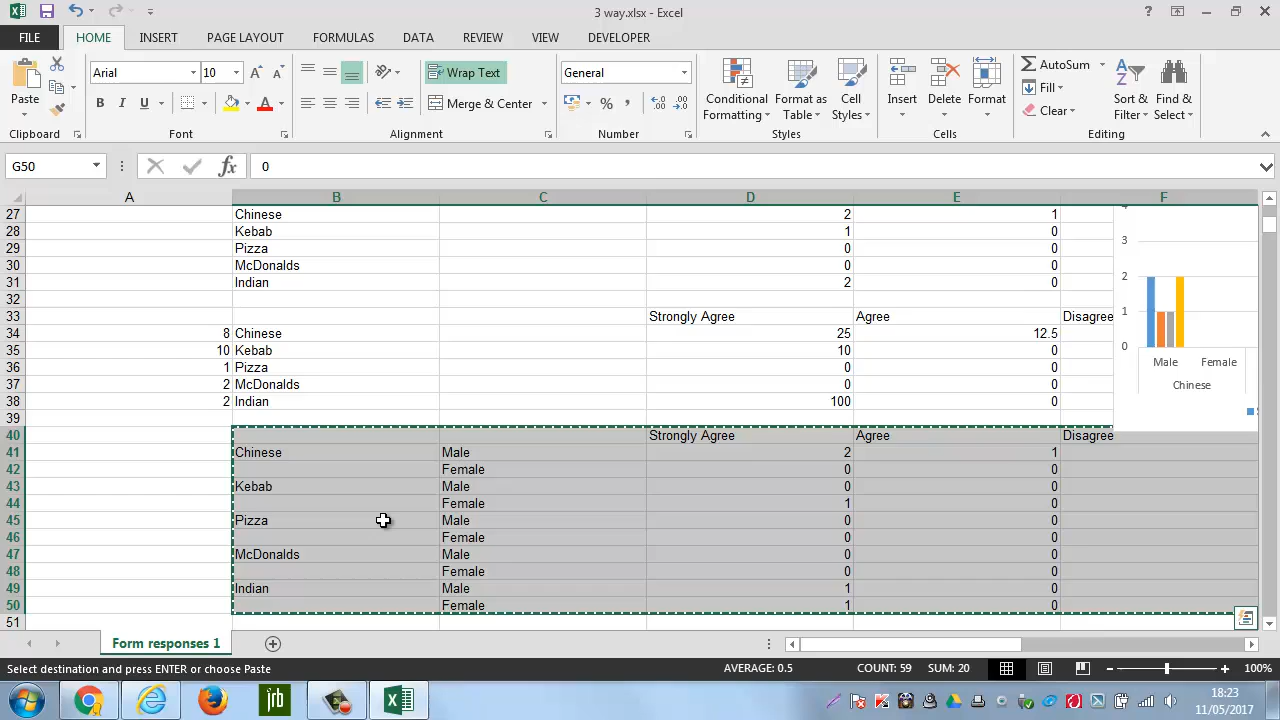 3 way.xlsx - Excel
FILE HOME INSERT PAGE LAYOUT FORMULAS DATA REVIEW VIEW DEVELOPER
Paste
Arial 10
B I U A
Wrap Text
Merge & Center
General
Conditional Formatting
Format as Table
Cell Styles
Insert Delete Format
AutoSum
Fill
Clear
Sort & Filter
Find & Select
Clipboard Font Alignment Number Styles Cells Editing
G50 fx 0
A B C D E F
27 Chinese 2 1
28 Kebab 1 0
29 Pizza 0 0
30 McDonalds 0 0
31 Indian 2 0
32
33 Strongly Agree Agree Disagree
34 8 Chinese 25 12.5
35 10 Kebab 10 0
36 1 Pizza 0 0
37 2 McDonalds 0 0
38 2 Indian 100 0
39
40 Strongly Agree Agree Disagree
41 Chinese Male 2 1
42 Female 0 0
43 Kebab Male 0 0
44 Female 1 0
45 Pizza Male 0 0
46 Female 0 0
47 McDonalds Male 0 0
48 Female 0 0
49 Indian Male 1 0
50 Female 1 0
51
4
3
2
1
0
Male Female
Chinese
Form responses 1
Select destination and press ENTER or choose Paste AVERAGE: 0.5 COUNT: 59 SUM: 20 100%
jrb
18:23
11/05/2017